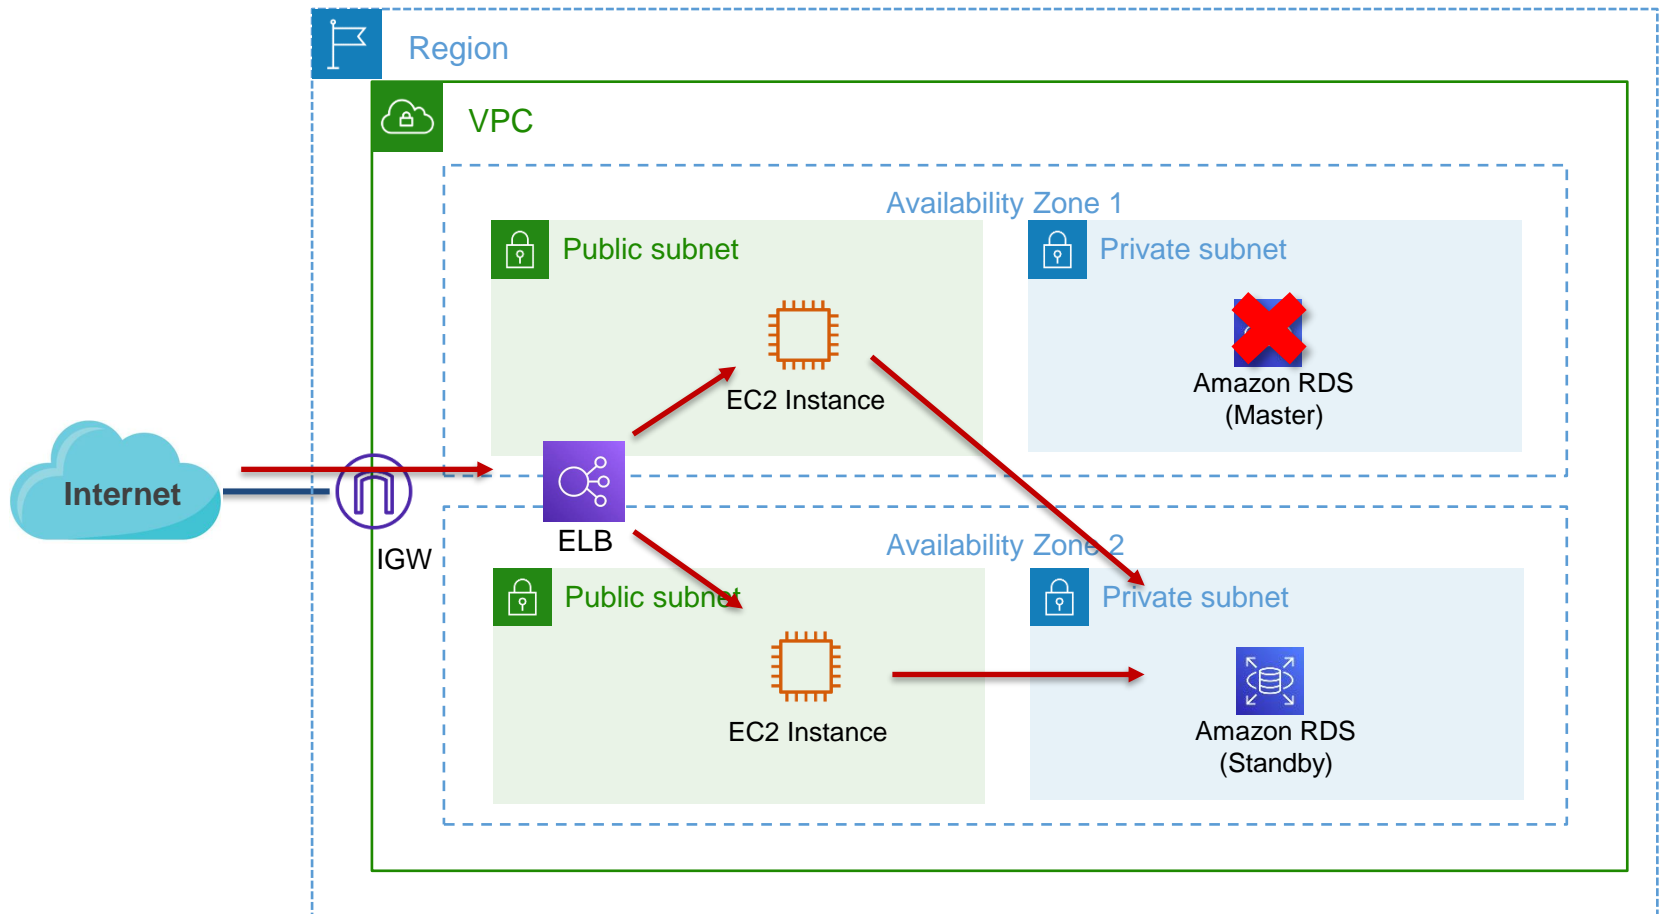 Region
VPC
Availability Zone 1
Public subnet
Private subnet
EC2 Instance
Amazon RDS
(Master)
Internet
IGW
ELB
Availability Zone 2
Public subnet
Private subnet
EC2 Instance
Amazon RDS
(Standby)